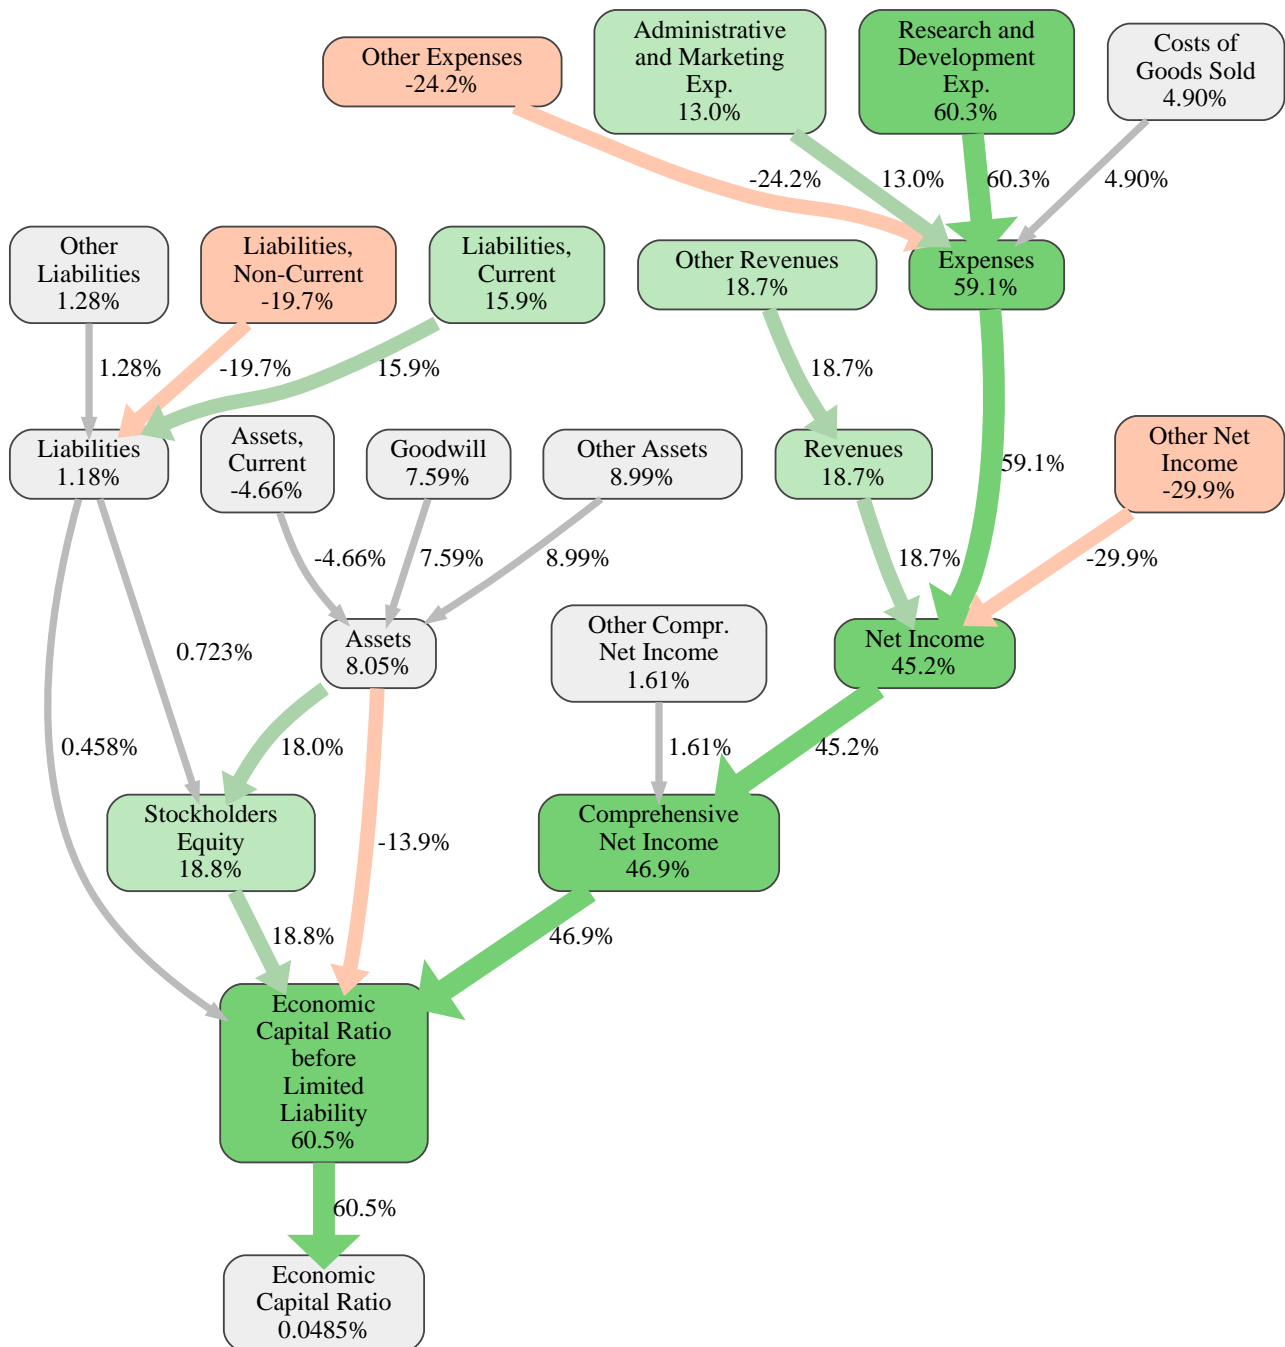 Other Expenses
-24.2%
Administrative
and Marketing
Exp.
13.0%
Research and
Development
Exp.
60.3%
Costs of
Goods Sold
4.90%
-24.2%
13.0%
60.3%
4.90%
Other
Liabilities
1.28%
Liabilities,
Non-Current
-19.7%
Liabilities,
Current
15.9%
Other Revenues
18.7%
Expenses
59.1%
1.28%
-19.7%
15.9%
18.7%
Liabilities
1.18%
Assets,
Current
-4.66%
Goodwill
7.59%
Other Assets
8.99%
Revenues
18.7%
59.1%
Other Net
Income
-29.9%
-4.66%
7.59%
8.99%
18.7%
-29.9%
0.723%
Assets
8.05%
Other Compr.
Net Income
1.61%
Net Income
45.2%
0.458%
18.0%
1.61%
45.2%
Stockholders
Equity
18.8%
-13.9%
Comprehensive
Net Income
46.9%
18.8%
46.9%
Economic
Capital Ratio
before
Limited
Liability
60.5%
60.5%
Economic
Capital Ratio
0.0485%